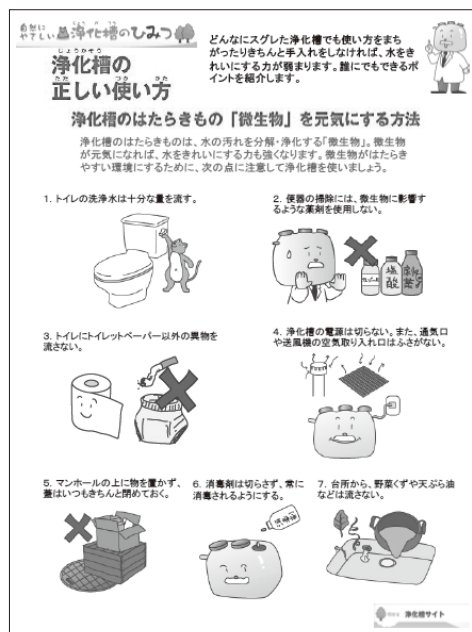 自然に
やさしい 浄化槽のひみつ
じょうかそう
浄化槽の
ただ つか かた
正しい使い方
どんなにスグレた浄化槽でも使い方をまち
がったりきちんと手入れをしなければ、水をき
れいにする力が弱まります。誰にでもできるポ
イントを紹介します。
浄化槽のはたらきもの「微生物」を元気にする方法
浄化槽のはたらきものは、水の汚れを分解・浄化する「微生物」。微生物
が元気になれば、水をきれいにする力も強くなります。微生物がはたらき
やすい環境にするために、次の点に注意して浄化槽を使いましょう。
1. トイレの洗浄水は十分な量を流す。
2. 便器の掃除には、微生物に影響す
るような薬剤を使用しない。
塩酸
3. トイレにトイレットペーパー以外の異物を
流さない。
4. 浄化槽の電源は切らない。また、通気口
や送風機の空気取り入れ口はふさがない。
5. マンホールの上に物を置かず、
蓋はいつもきちんと閉めておく。
6. 消毒剤は切らさず、常に
消毒されるようにする。
7. 台所から、野菜くずや天ぷら油
などは流さない。
浄化槽サイト